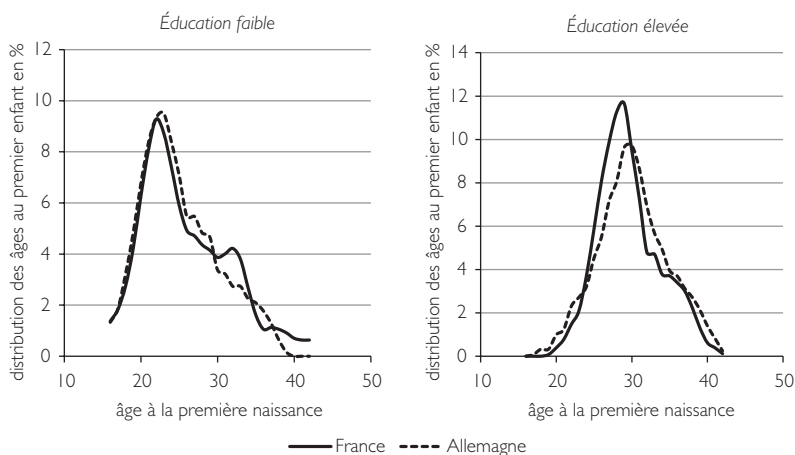 Éducation faible
distribution des âges au premier enfant en %
12
10
8
6
4
2
0
10 20 30 40 50
âge à la première naissance
Éducation élevée
distribution des âges au premier enfant en %
14
12
10
8
6
4
2
0
10 20 30 40 50
âge à la première naissance
France Allemagne